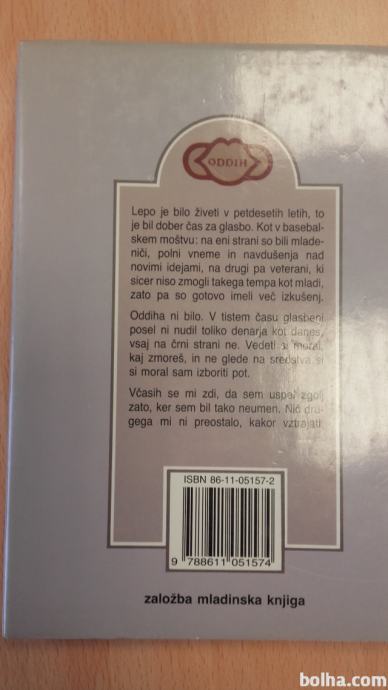 ODDIH
Lepo je bilo živeti v petdesetih letih, to
je bil dober čas za glasbo. Kot v basebal-
skem moštvu: na eni strani so bili mlade-
niči, polni vneme in navdušenja nad
novimi idejami, na drugi pa veterani, ki
sicer niso zmogli takega tempa kot mladi,
zato pa so gotovo imeli več izkušenj.
Oddiha ni bilo. V tistem času glasbeni
posel ni nudil toliko denarja kot danes,
vsaj na črni strani ne. Vedeti si moral,
kaj zmoreš, in ne glede na sredstva si
si moral sam izboriti pot.
Včasih se mi zdi, da sem uspel zgolj
zato, ker sem bil tako neumen. Nič dru-
gega mi ni preostalo, kakor vztrajati.
ISBN 86-11-05157-2
9 788611 051574
založba mladinska knjiga
bolha.com